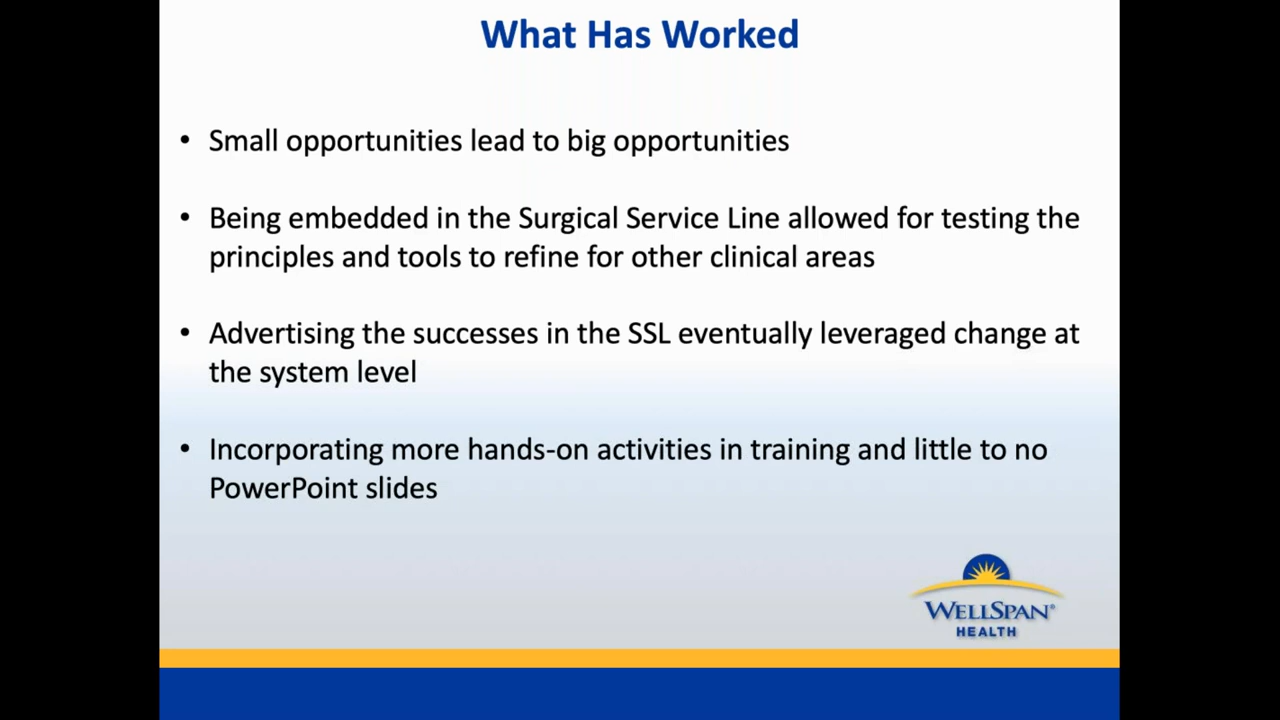 What Has Worked
• Small opportunities lead to big opportunities
• Being embedded in the Surgical Service Line allowed for testing the
principles and tools to refine for other clinical areas
• Advertising the successes in the SSL eventually leveraged change at
the system level
• Incorporating more hands-on activities in training and little to no
PowerPoint slides
WELLSPAN®
HEALTH